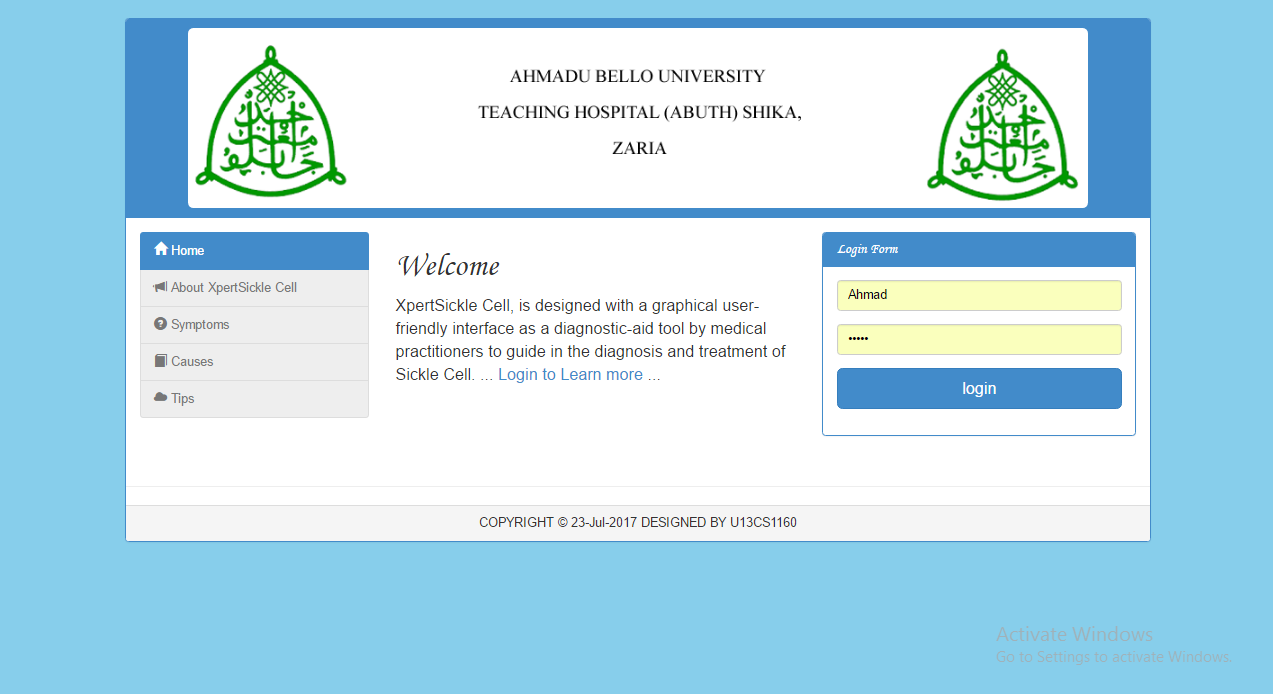 AHMADU BELLO UNIVERSITY
TEACHING HOSPITAL (ABUTH) SHIKA,
ZARIA
Home
About XpertSickle Cell
Symptoms
Causes
Tips
Welcome
XpertSickle Cell, is designed with a graphical user-
friendly interface as a diagnostic-aid tool by medical
practitioners to guide in the diagnosis and treatment of
Sickle Cell. ... Login to Learn more ...
Login Form
Ahmad
•••••
login
COPYRIGHT © 23-Jul-2017 DESIGNED BY U13CS1160
Activate Windows
Go to Settings to activate Windows.